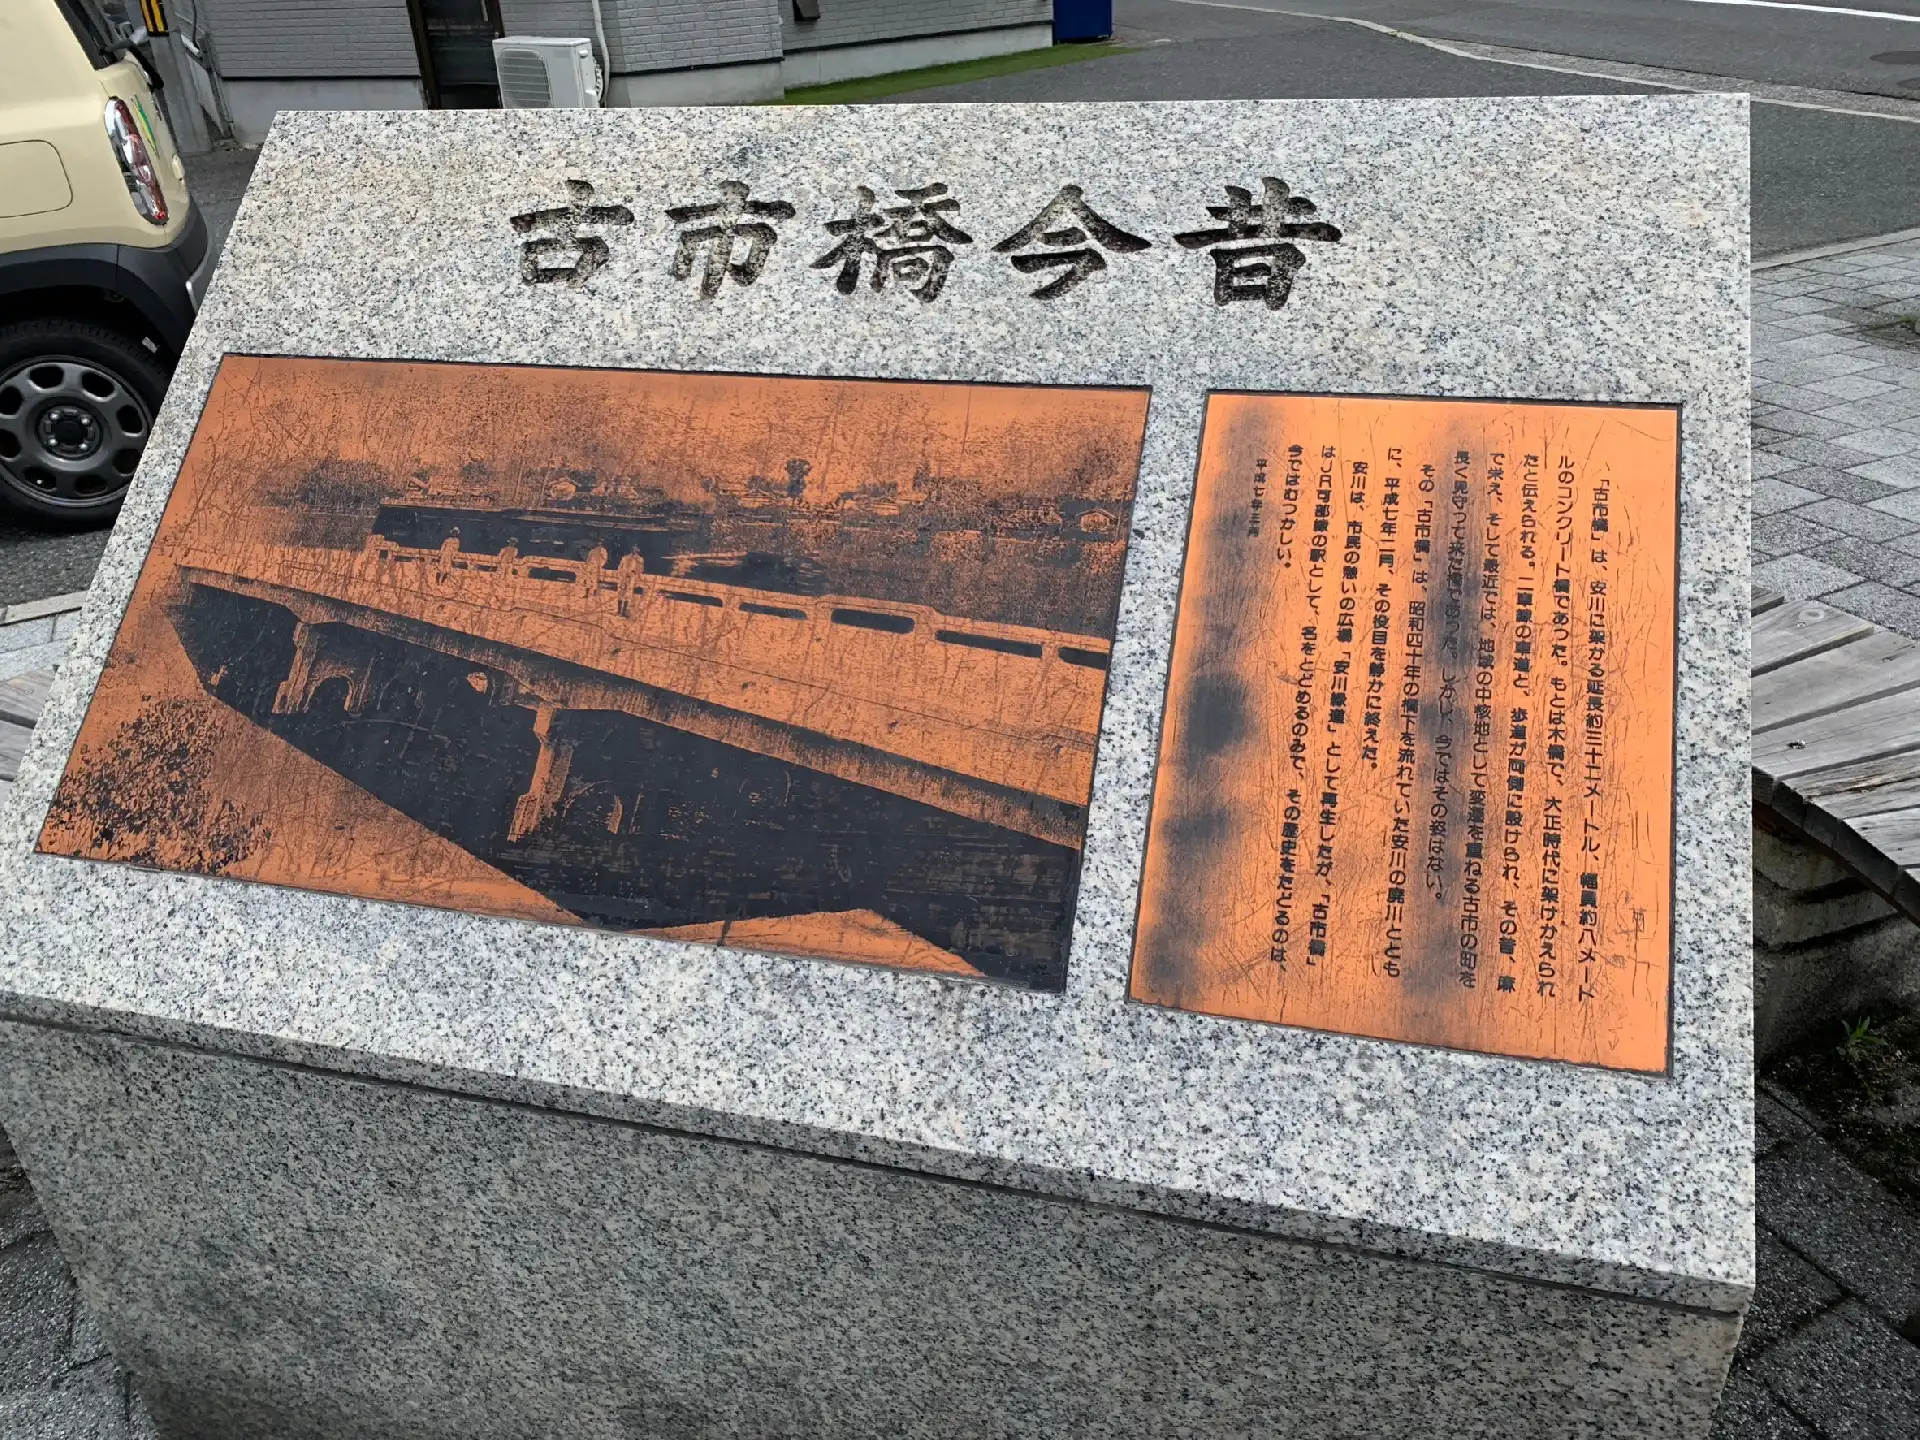 古市橋今昔
「古市橋」は、安川に架かる延長約三十二メートル、幅員約八メート
ルのコンクリート橋であった。もとは木橋で、大正時代に架けかえられ
たと伝えられる。二車線の車道と、歩道が両側に設けられ、その昔、麻
で栄え、そして最近では、地域の中核地として変遷を重ねる古市の町を
長く見守って来た橋であった。しかし、今ではその姿はない。
その「古市橋」は、昭和四十年の橋下を流れていた安川の廃川ととも
に、平成七年二月、その役目を静かに終えた。
安川は、市民の憩いの広場「安川緑道」として再生したが、「古市橋」
はJR可部線の駅として、名をとどめるのみで、その歴史をたどるのは、
今ではむつかしい。
平成七年三月